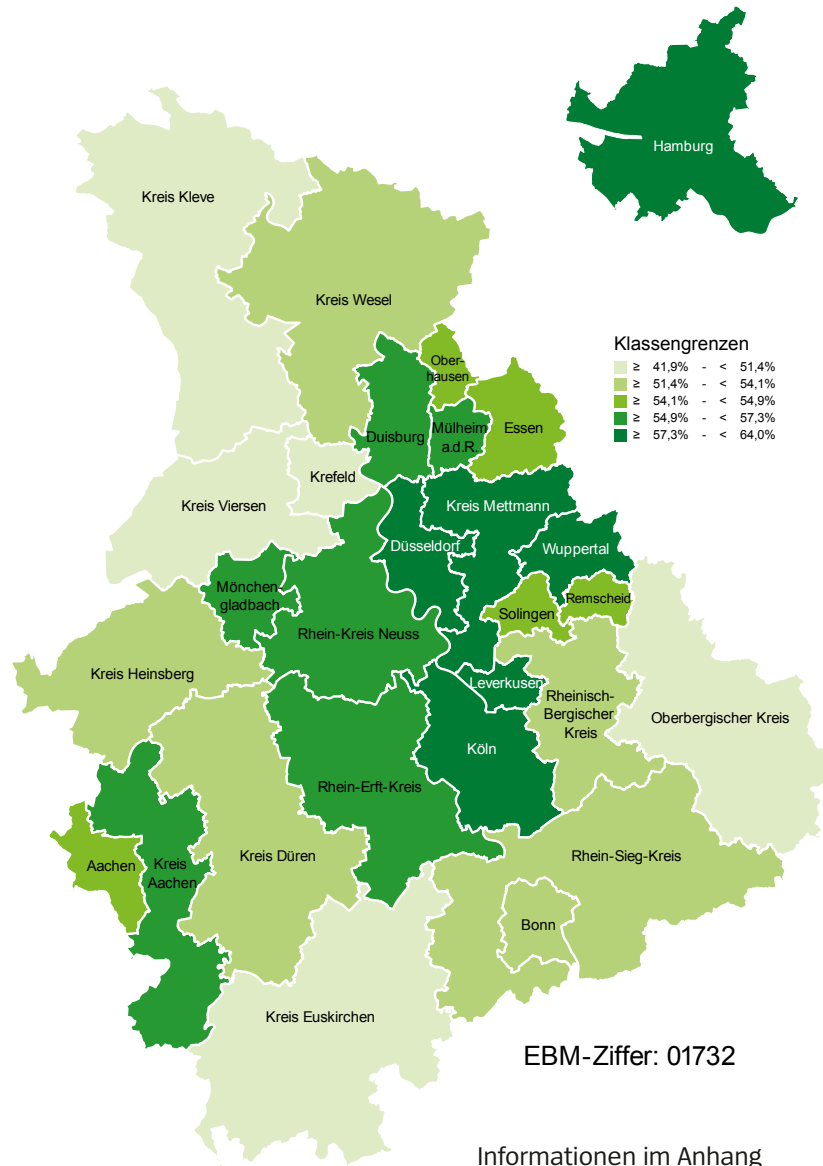 Hamburg
Kreis Kleve
Kreis Wesel
Klassengrenzen
≥ 41,9% - < 51,4%
≥ 51,4% - < 54,1%
≥ 54,1% - < 54,9%
≥ 54,9% - < 57,3%
≥ 57,3% - < 64,0%
Ober-
hausen
Duisburg
Mülheim
a.d.R.
Essen
Krefeld
Kreis Viersen
Kreis Mettmann
Düsseldorf
Wuppertal
Mönchen-
gladbach
Solingen
Remscheid
Rhein-Kreis Neuss
Kreis Heinsberg
Leverkusen
Rheinisch-
Bergischer
Kreis
Oberbergischer Kreis
Köln
Rhein-Erft-Kreis
Aachen
Kreis
Aachen
Kreis Düren
Rhein-Sieg-Kreis
Bonn
Kreis Euskirchen
EBM-Ziffer: 01732
Informationen im Anhang